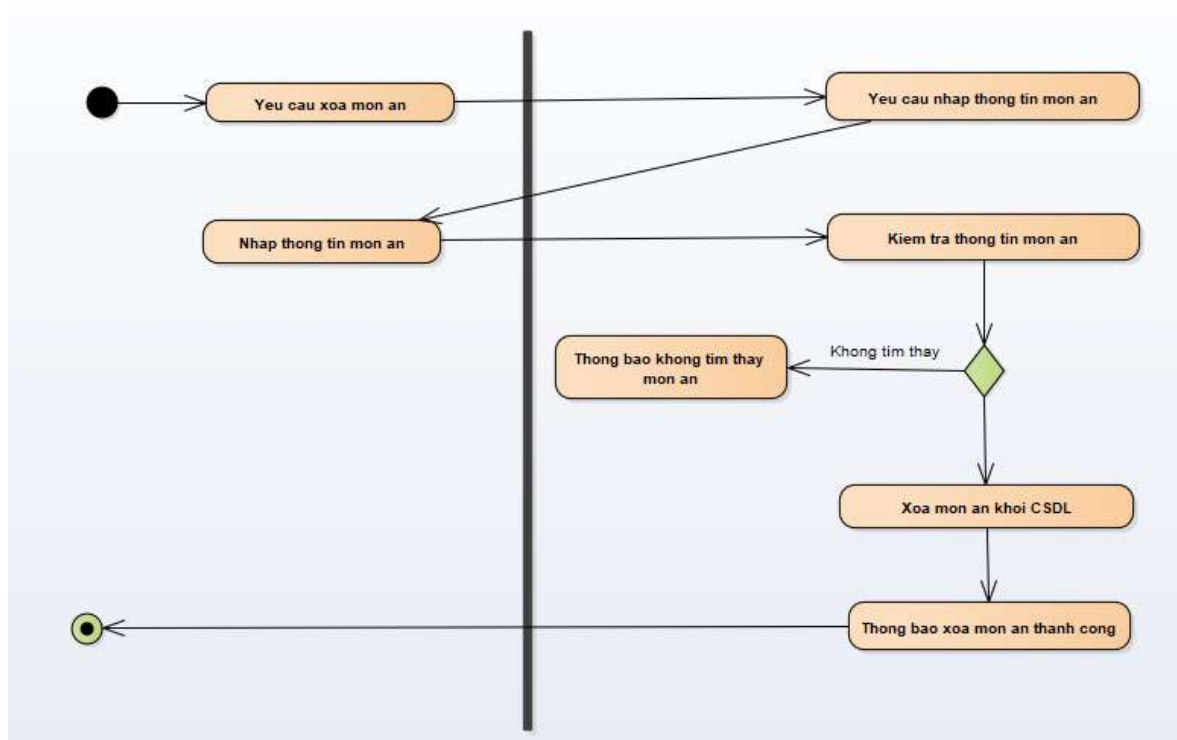 Yeu cau xoa mon an
Yeu cau nhap thong tin mon an
Nhap thong tin mon an
Kiem tra thong tin mon an
Thong bao khong tim thay
mon an
Khong tim thay
Xoa mon an khoi CSDL
Thong bao xoa mon an thanh cong